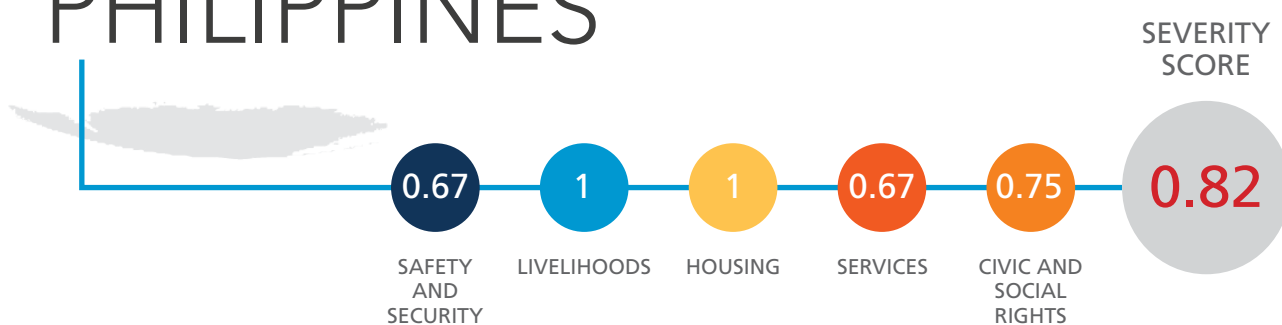 PHILIPPINES
SEVERITY
SCORE
0.67
1
1
0.67
0.75
0.82
SAFETY
AND
SECURITY
LIVELIHOODS
HOUSING
SERVICES
CIVIC AND
SOCIAL
RIGHTS